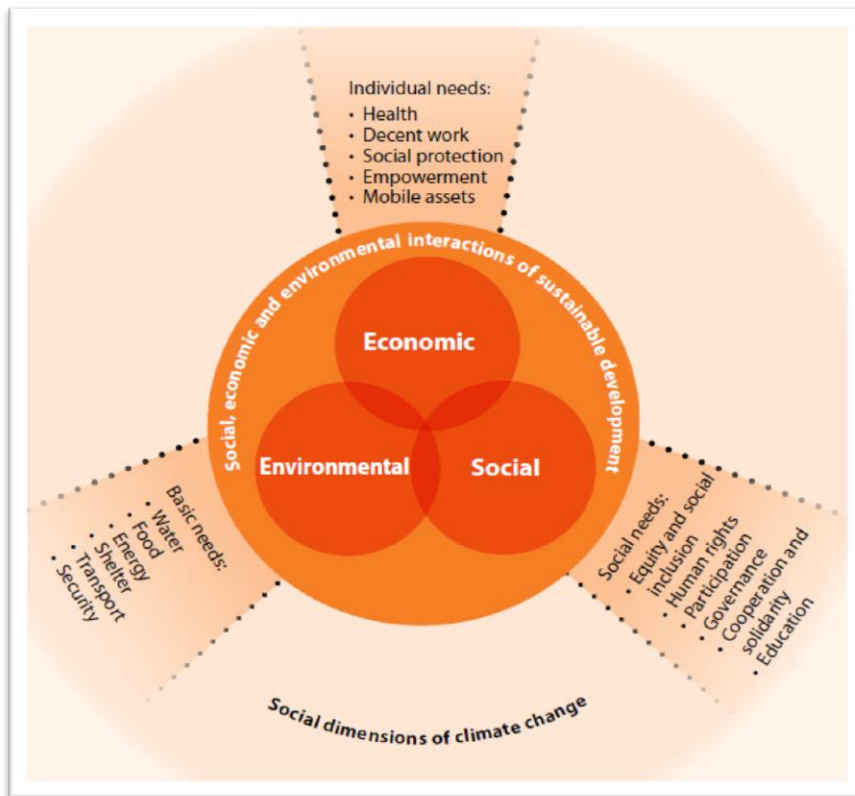 Individual needs:
• Health
• Decent work
• Social protection
• Empowerment
• Mobile assets
Social, economic and environmental interactions of sustainable development
Economic
Environmental
Social
Basic needs:
• Water
• Food
• Energy
• Shelter
• Transport
• Security
Social needs:
• Equity and social
inclusion
• Human rights
• Participation
• Governance
• Cooperation and
solidarity
• Education
Social dimensions of climate change